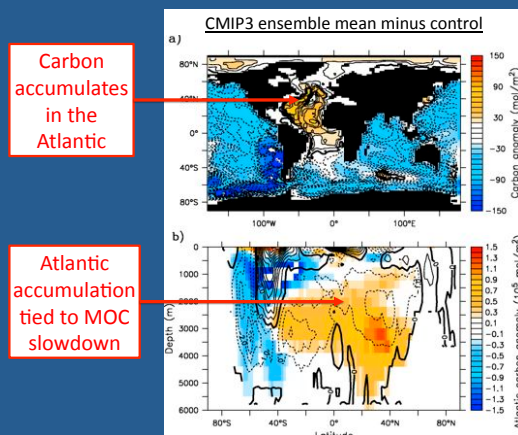 CMIP3 ensemble mean minus control
Carbon
accumulates
in the
Atlantic
a)
80°N
40°N
0°
40°S
80°S
100°W
0°
100°E
150
90
60
30
0
-30
-60
-90
-150
Carbon anomaly (mol/m²)
Atlantic
accumulation
tied to MOC
slowdown
b)
0
1000
2000
3000
4000
5000
6000
Depth (m)
80°S
40°S
0°
40°N
80°N
Latitude
1.5
1.3
1.1
0.9
0.7
0.5
0.3
0.1
-0.1
-0.3
-0.5
-0.7
-0.9
-1.1
-1.3
-1.5